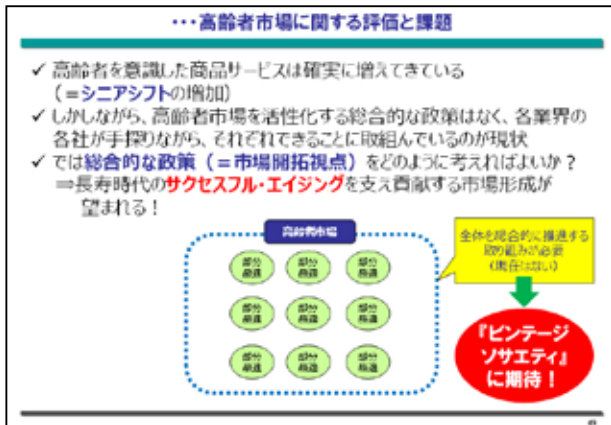 ・・・高齢者市場に関する評価と課題
✓ 高齢者を意識した商品サービスは確実に増えてきている
(=シニアシフトの増加)
✓ しかしながら、高齢者市場を活性化する総合的な政策はなく、各業界の
各社が手探りながら、それぞれできることに取組んでいるのが現状
✓ では総合的な政策(=市場開拓視点)をどのように考えればよいか?
⇒長寿時代のサクセスフル・エイジングを支え貢献する市場形成が
望まれる!
高齢者市場
全体を総合的に推進する
取り組みが必要
(現在はない)
部分
最適
部分
最適
部分
最適
部分
最適
部分
最適
部分
最適
部分
最適
部分
最適
部分
最適
『ビンテージ
ソサエティ』
に期待!